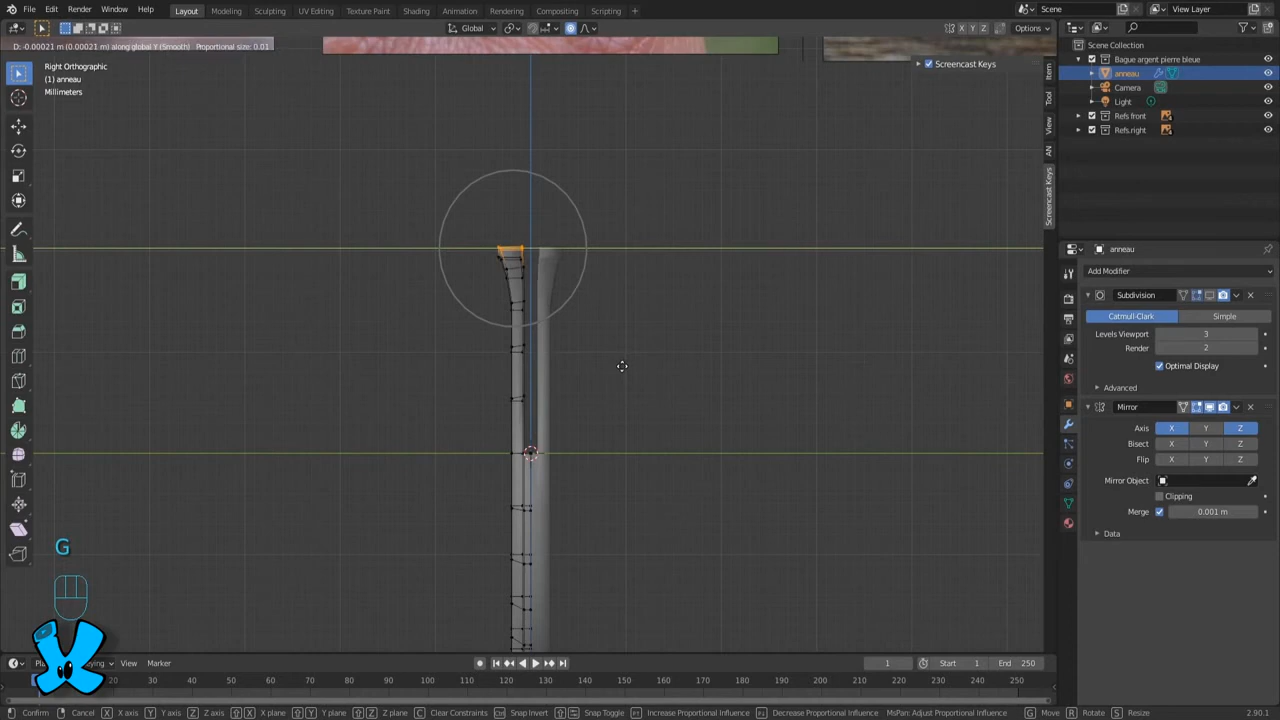 File Edit Render Window Help Layout Modeling Sculpting UV Editing Texture Paint Shading Animation Rendering Compositing Scripting + Scene View Layer
Global Options
X Y Z
D: -0.00021 m (0.00021 m) along global Y (Smooth) Proportional size: 0.01
Right Orthographic
(1) anneau
Millimeters
Screencast Keys
Item
Tool
View
AN
Screencast Keys
Scene Collection
Bague argent pierre bleue
anneau
Camera
Light
Refs front
Refs.right
anneau
Add Modifier
Subdivision
Catmull-Clark Simple
Levels Viewport 3
Render 2
Optimal Display
Advanced
Mirror
Axis X Y Z
Bisect X Y Z
Flip X Y Z
Mirror Object
Clipping
Merge 0.001 m
Data
G
View Marker 1 Start 1 End 250
20 30 40 50 60 70 80 90 100 110 120 130 140 150 160 170 180 190 200 210 220 230 240 250
Confirm Cancel X X axis Y Y axis Z Z axis X X plane Y Y plane Z Z plane C Clear Constraints Snap Invert Snap Toggle Increase Proportional Influence Decrease Proportional Influence MsPan: Adjust Proportional Influence G Move R Rotate S Resize 2.90.1